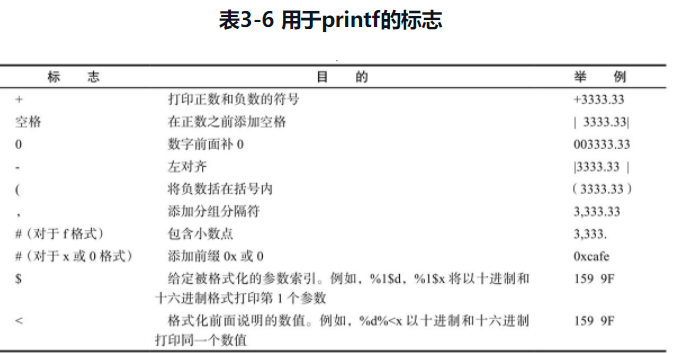 表3-6 用于printf的标志
标 志 目 的 举 例
+ 打印正数和负数的符号 +3333.33
空格 在正数之前添加空格 | 3333.33|
0 数字前面补 0 003333.33
- 左对齐 |3333.33 |
( 将负数括在括号内 （3333.33）
, 添加分组分隔符 3,333.33
#（对于 f 格式） 包含小数点 3,333.
#（对于 x 或 0 格式） 添加前缀 0x 或 0 0xcafe
$ 给定被格式化的参数索引。例如，%1$d，%1$x 将以十进制和 159 9F
十六进制格式打印第 1 个参数
< 格式化前面说明的数值。例如，%d%<x 以十进制和十六进制 159 9F
打印同一个数值